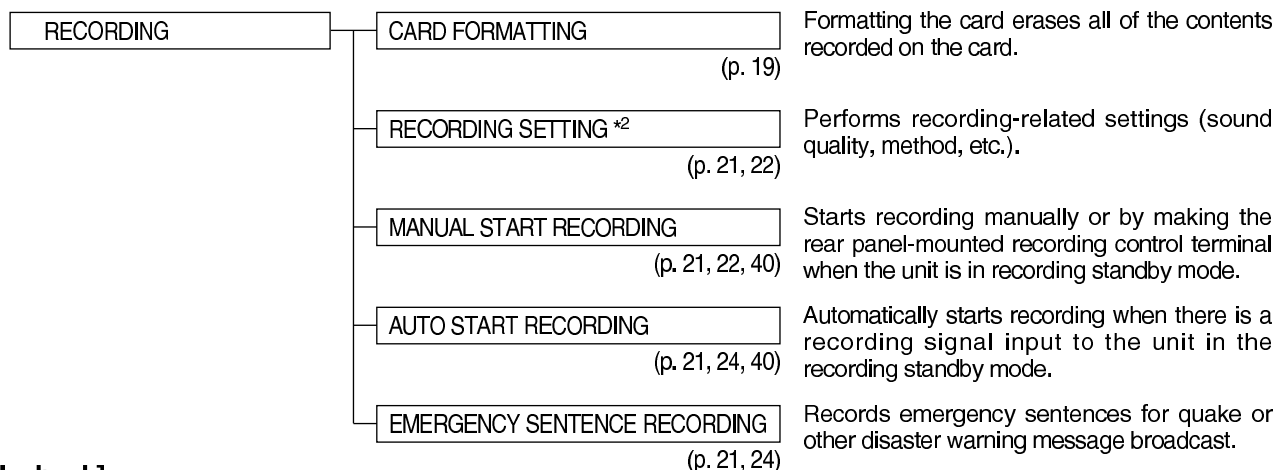 RECORDING
CARD FORMATTING
(p. 19)
Formatting the card erases all of the contents
recorded on the card.
RECORDING SETTING *2
(p. 21, 22)
Performs recording-related settings (sound
quality, method, etc.).
MANUAL START RECORDING
(p. 21, 22, 40)
Starts recording manually or by making the
rear panel-mounted recording control terminal
when the unit is in recording standby mode.
AUTO START RECORDING
(p. 21, 24, 40)
Automatically starts recording when there is a
recording signal input to the unit in the
recording standby mode.
EMERGENCY SENTENCE RECORDING
(p. 21, 24)
Records emergency sentences for quake or
other disaster warning message broadcast.